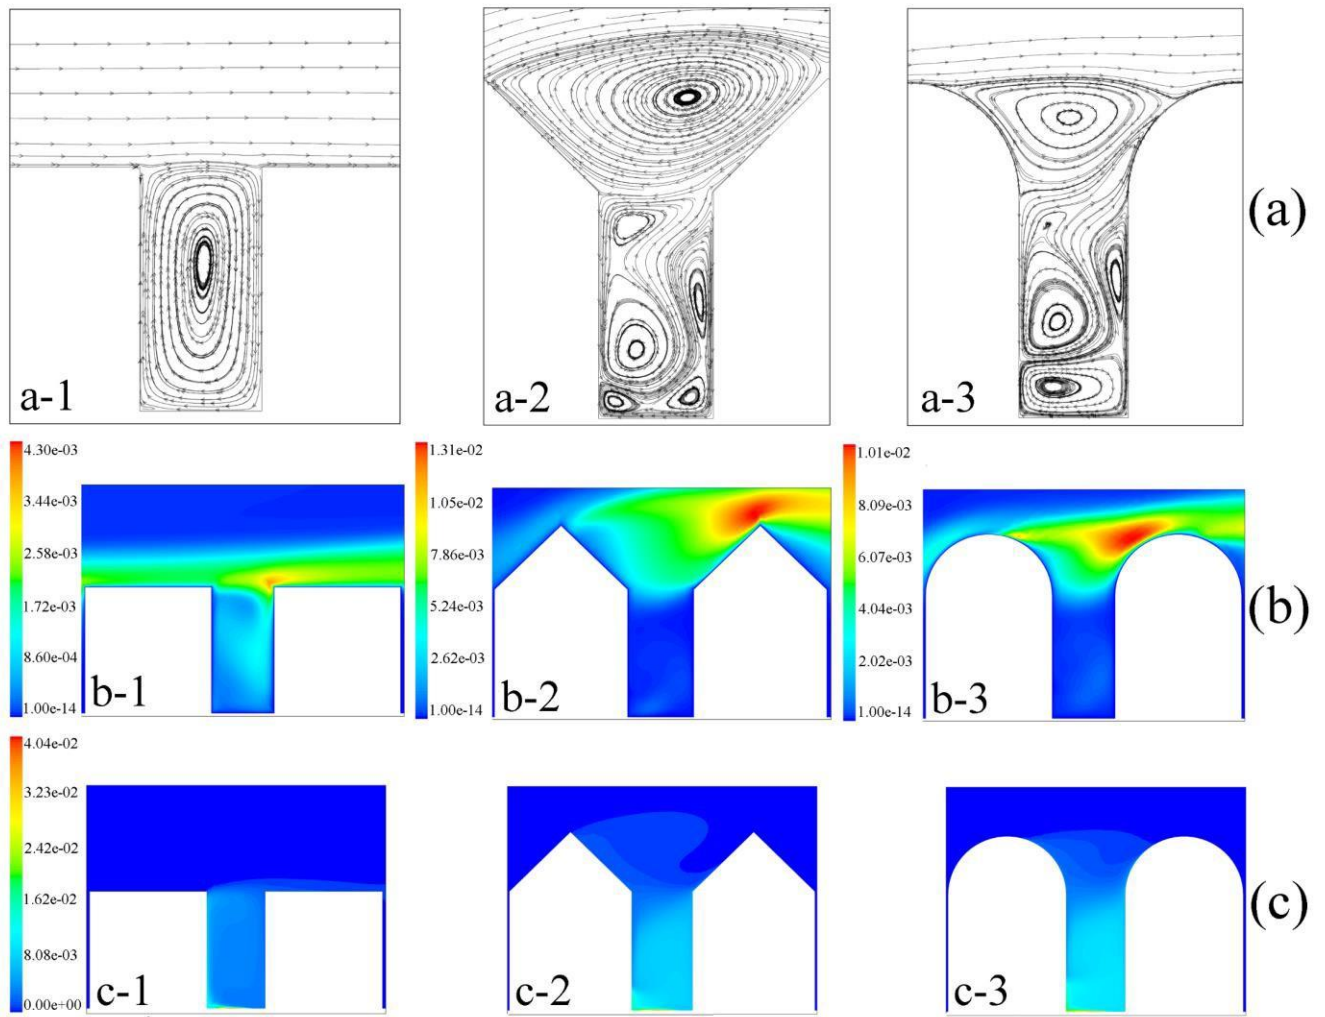 (a)
a-1
a-2
a-3
4.30e-03
3.44e-03
2.58e-03
1.72e-03
8.60e-04
1.00e-14
b-1
1.31e-02
1.05e-02
7.86e-03
5.24e-03
2.62e-03
1.00e-14
b-2
1.01e-02
8.09e-03
6.07e-03
4.04e-03
2.02e-03
1.00e-14
b-3
(b)
4.04e-02
3.23e-02
2.42e-02
1.62e-02
8.08e-03
0.00e+00
c-1
c-2
c-3
(c)